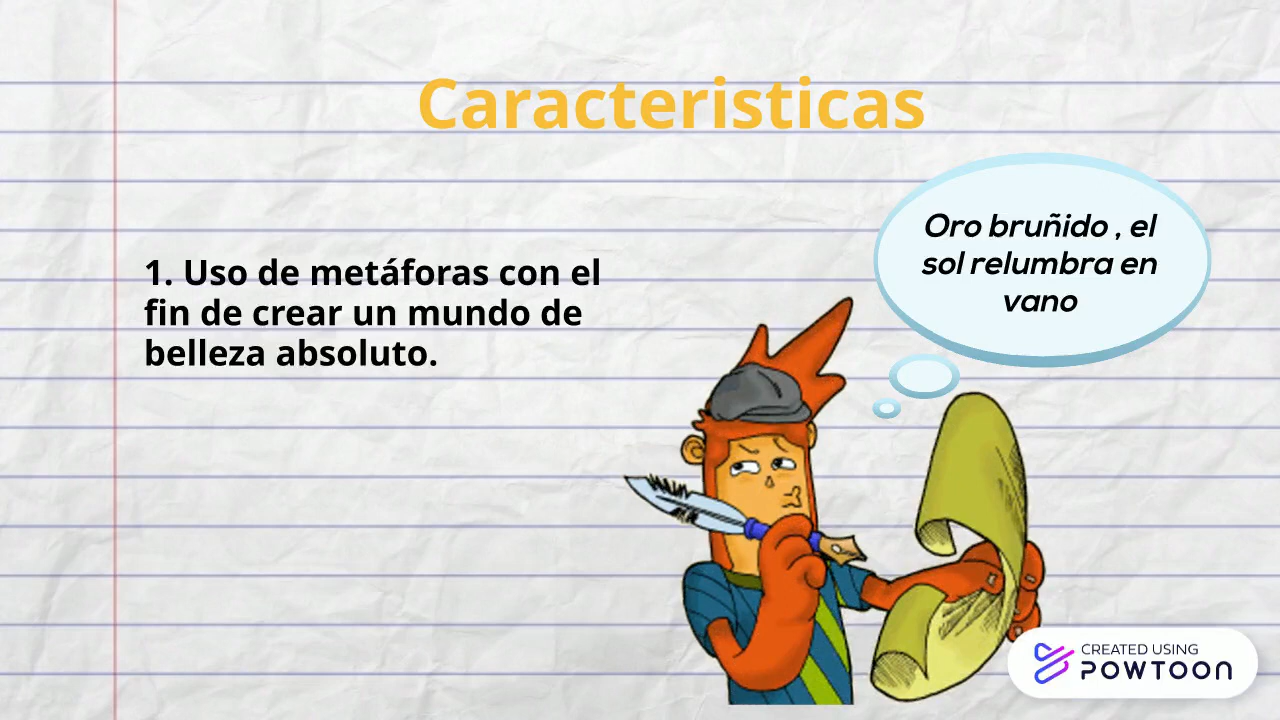 Caracteristicas
Oro bruñido , el
sol relumbra en
vano
1. Uso de metáforas con el
fin de crear un mundo de
belleza absoluto.
CREATED USING
POWTOON